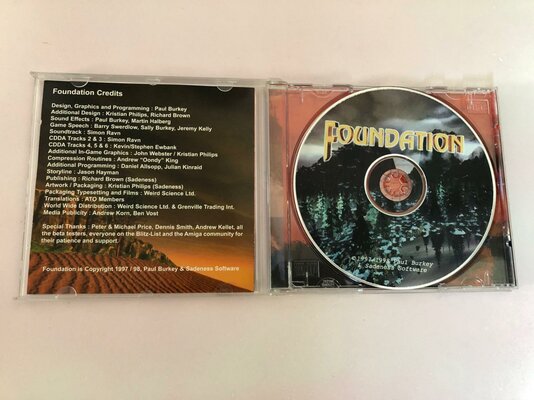 Foundation Credits
Design, Graphics and Programming : Paul Burkey
Additional Design : Kristian Philips, Richard Brown
Sound Effects : Paul Burkey, Martin Halberg
Game Speech : Barry Swerdlow, Sally Burkey, Jeremy Kelly
Soundtrack : Simon Ravn
CDDA Tracks 2 & 3 : Simon Ravn
CDDA Tracks 4, 5 & 6 : Kevin/Stephen Ewbank
Additional In-Game Graphics : John Webster / Kristian Philips
Compression Routines : Andrew "Oondy" King
Additional Programming : Daniel Allsopp, Julian Kinraid
Storyline : Jason Hayman
Publishing : Richard Brown (Sadeness)
Artwork / Packaging : Kristian Philips (Sadeness)
Packaging Typesetting and Films : Weird Science Ltd.
Translations : ATO Members
World Wide Distribution : Weird Science Ltd. & Grenville Trading Int.
Media Publicity : Andrew Korn, Ben Vost
Special Thanks : Peter & Michael Price, Dennis Smith, Andrew Kellet, all
the beta testers, everyone on the Blitz-List and the Amiga community for
their patience and support.
Foundation is Copyright 1997 / 98, Paul Burkey & Sadeness Software
FOUNDATION
©1997-1998 Paul Burkey
& Sadeness Software